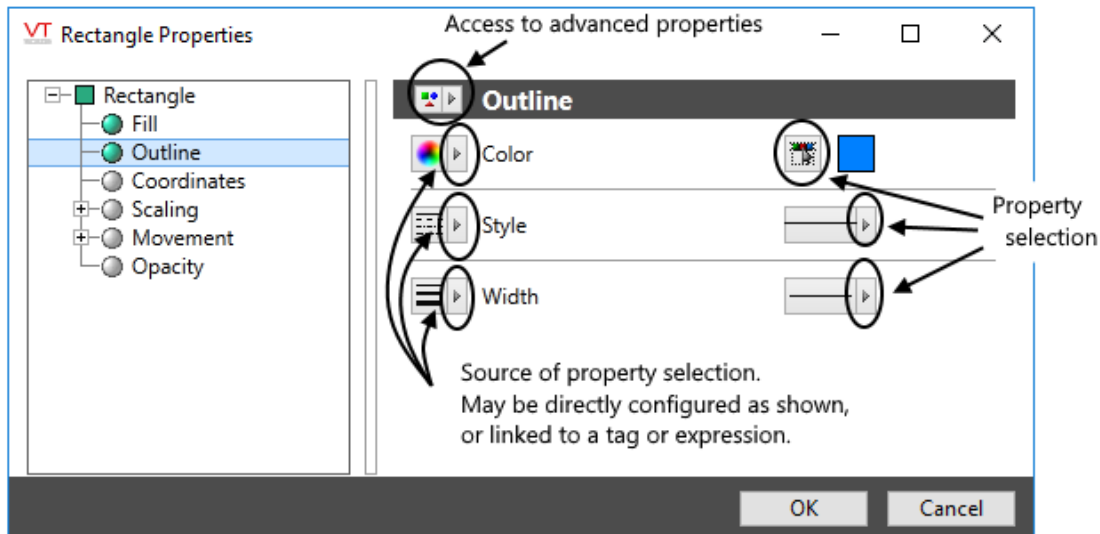 VT Rectangle Properties
Access to advanced properties
Rectangle
Fill
Outline
Coordinates
Scaling
Movement
Opacity
Outline
Color
Style
Width
Property
selection
Source of property selection.
May be directly configured as shown,
or linked to a tag or expression.
OK
Cancel